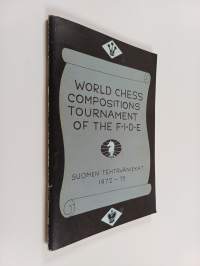 WORLD CHESS
COMPOSITIONS
TOURNAMENT
OF THE F·I·D·E
SUOMEN TEHTÄVÄNIEKAT
1972-75